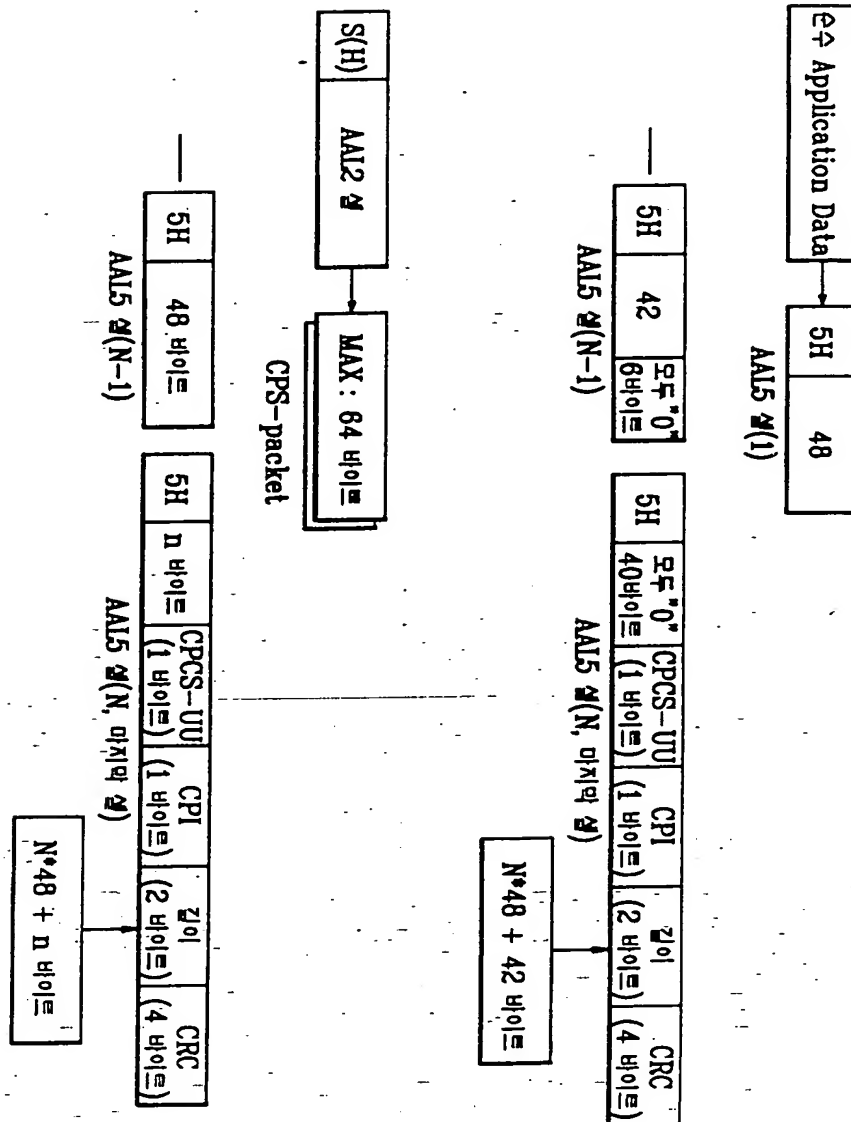 순수 Application Data
5H
48
AAL5 셀(1)
5H
42
모두 "0"
6바이트
AAL5 셀(N-1)
5H
모두 "0"
40바이트
CPCS-UU
(1 바이트)
CPI
(1 바이트)
길이
(2 바이트)
CRC
(4 바이트)
AAL5 셀(N, 마지막 셀)
N*48 + 42 바이트
S(H)
AAL2 셀
MAX : 64 바이트
CPS-packet
5H
48 바이트
AAL5 셀(N-1)
5H
n 바이트
CPCS-UU
(1 바이트)
CPI
(1 바이트)
길이
(2 바이트)
CRC
(4 바이트)
AAL5 셀(N, 마지막 셀)
N*48 + n 바이트